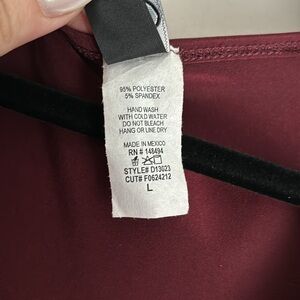 95% POLYESTER
5% SPANDEX
HAND WASH
WITH COLD WATER
DO NOT BLEACH
HANG OR LINE DRY
MADE IN MEXICO
RN # 148494
STYLE# D13023
CUT# F0624212
L